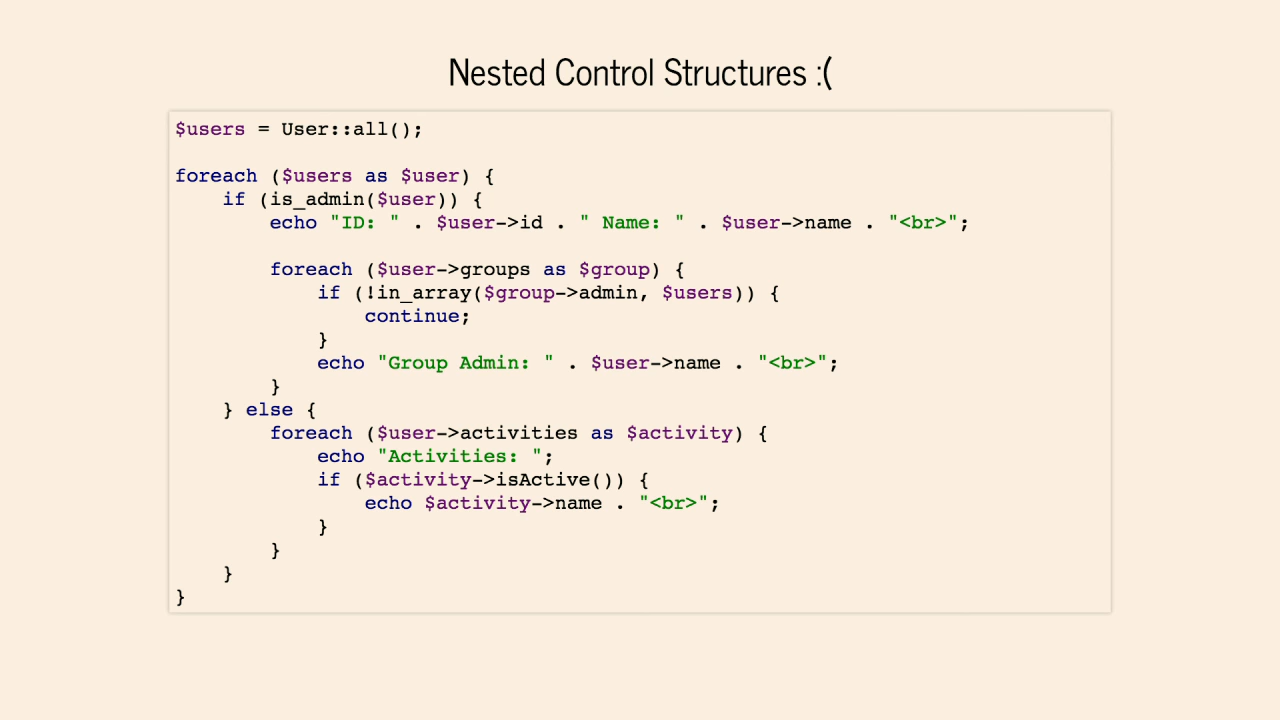 Nested Control Structures :(
$users = User::all();
foreach ($users as $user) {
    if (is_admin($user)) {
        echo "ID: " . $user->id . " Name: " . $user->name . "<br>";
        foreach ($user->groups as $group) {
            if (!in_array($group->admin, $users)) {
                continue;
            }
            echo "Group Admin: " . $user->name . "<br>";
        }
    } else {
        foreach ($user->activities as $activity) {
            echo "Activities: ";
            if ($activity->isActive()) {
                echo $activity->name . "<br>";
            }
        }
    }
}